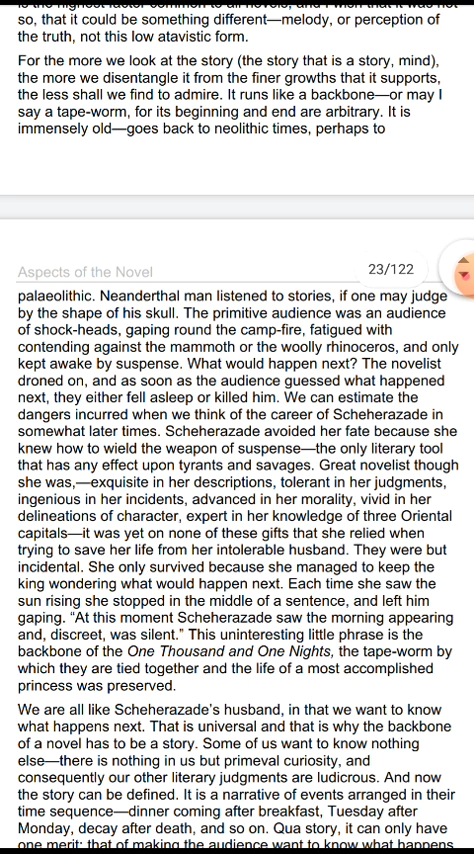 is the highest factor common to all novels, and I wish that it was not
so, that it could be something different—melody, or perception of
the truth, not this low atavistic form.
For the more we look at the story (the story that is a story, mind),
the more we disentangle it from the finer growths that it supports,
the less shall we find to admire. It runs like a backbone—or may I
say a tape-worm, for its beginning and end are arbitrary. It is
immensely old—goes back to neolithic times, perhaps to
Aspects of the Novel
23/122
palaeolithic. Neanderthal man listened to stories, if one may judge
by the shape of his skull. The primitive audience was an audience
of shock-heads, gaping round the camp-fire, fatigued with
contending against the mammoth or the woolly rhinoceros, and only
kept awake by suspense. What would happen next? The novelist
droned on, and as soon as the audience guessed what happened
next, they either fell asleep or killed him. We can estimate the
dangers incurred when we think of the career of Scheherazade in
somewhat later times. Scheherazade avoided her fate because she
knew how to wield the weapon of suspense—the only literary tool
that has any effect upon tyrants and savages. Great novelist though
she was,—exquisite in her descriptions, tolerant in her judgments,
ingenious in her incidents, advanced in her morality, vivid in her
delineations of character, expert in her knowledge of three Oriental
capitals—it was yet on none of these gifts that she relied when
trying to save her life from her intolerable husband. They were but
incidental. She only survived because she managed to keep the
king wondering what would happen next. Each time she saw the
sun rising she stopped in the middle of a sentence, and left him
gaping. “At this moment Scheherazade saw the morning appearing
and, discreet, was silent.” This uninteresting little phrase is the
backbone of the One Thousand and One Nights, the tape-worm by
which they are tied together and the life of a most accomplished
princess was preserved.
We are all like Scheherazade’s husband, in that we want to know
what happens next. That is universal and that is why the backbone
of a novel has to be a story. Some of us want to know nothing
else—there is nothing in us but primeval curiosity, and
consequently our other literary judgments are ludicrous. And now
the story can be defined. It is a narrative of events arranged in their
time sequence—dinner coming after breakfast, Tuesday after
Monday, decay after death, and so on. Qua story, it can only have
one merit: that of making the audience want to know what happens